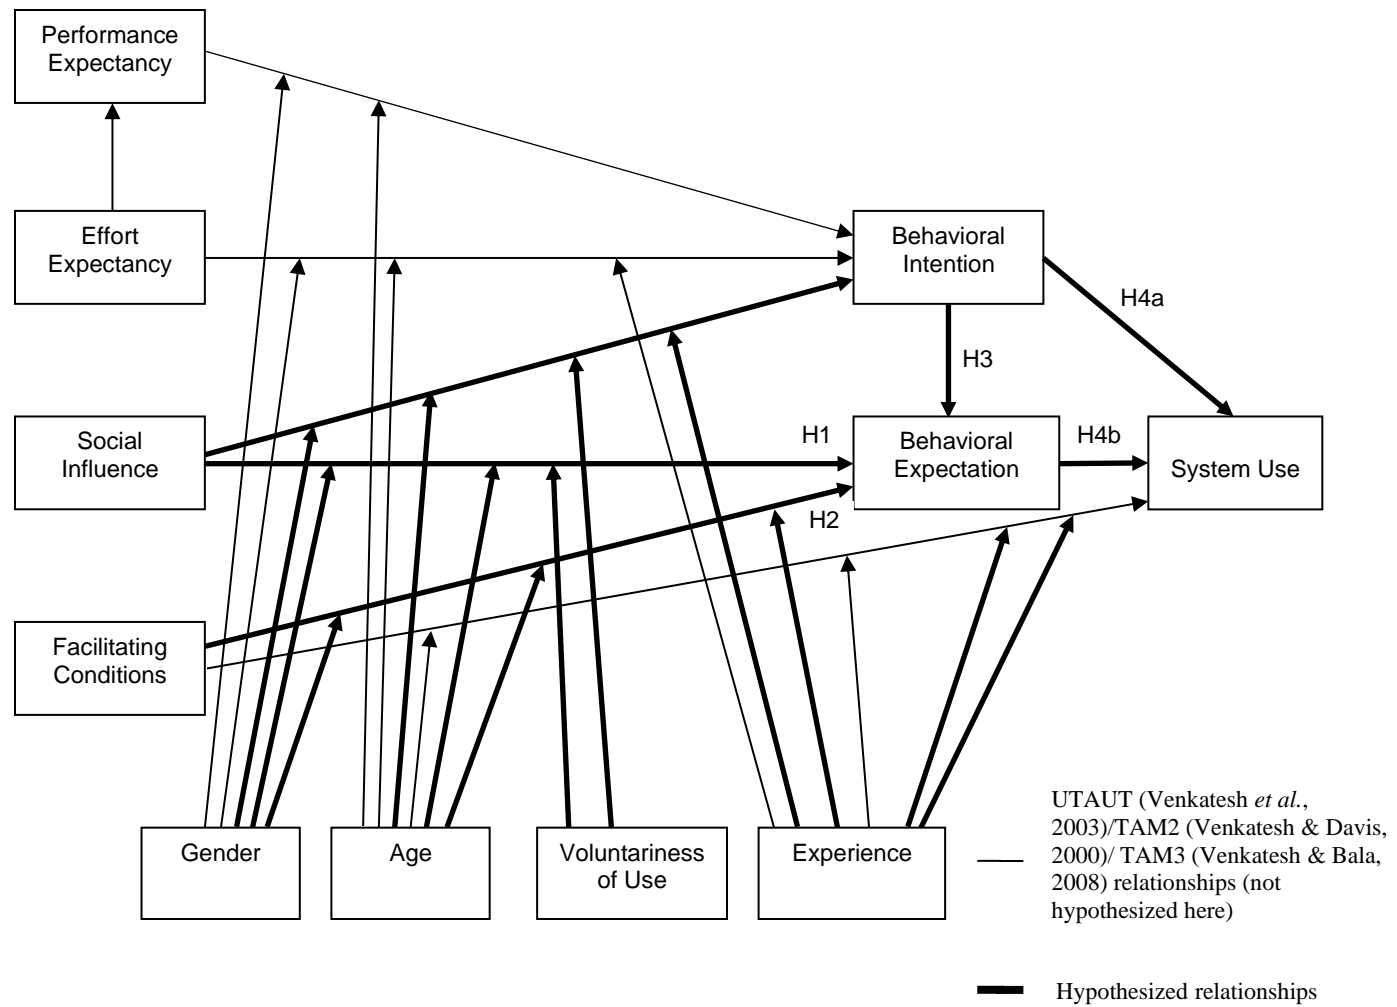 Performance
Expectancy
Effort
Expectancy
Behavioral
Intention
H4a
H3
Social
Influence
H1
Behavioral
Expectation
H4b
System Use
H2
Facilitating
Conditions
Gender
Age
Voluntariness
of Use
Experience
UTAUT (Venkatesh et al.,
2003)/TAM2 (Venkatesh & Davis,
2000)/ TAM3 (Venkatesh & Bala,
2008) relationships (not
hypothesized here)
Hypothesized relationships